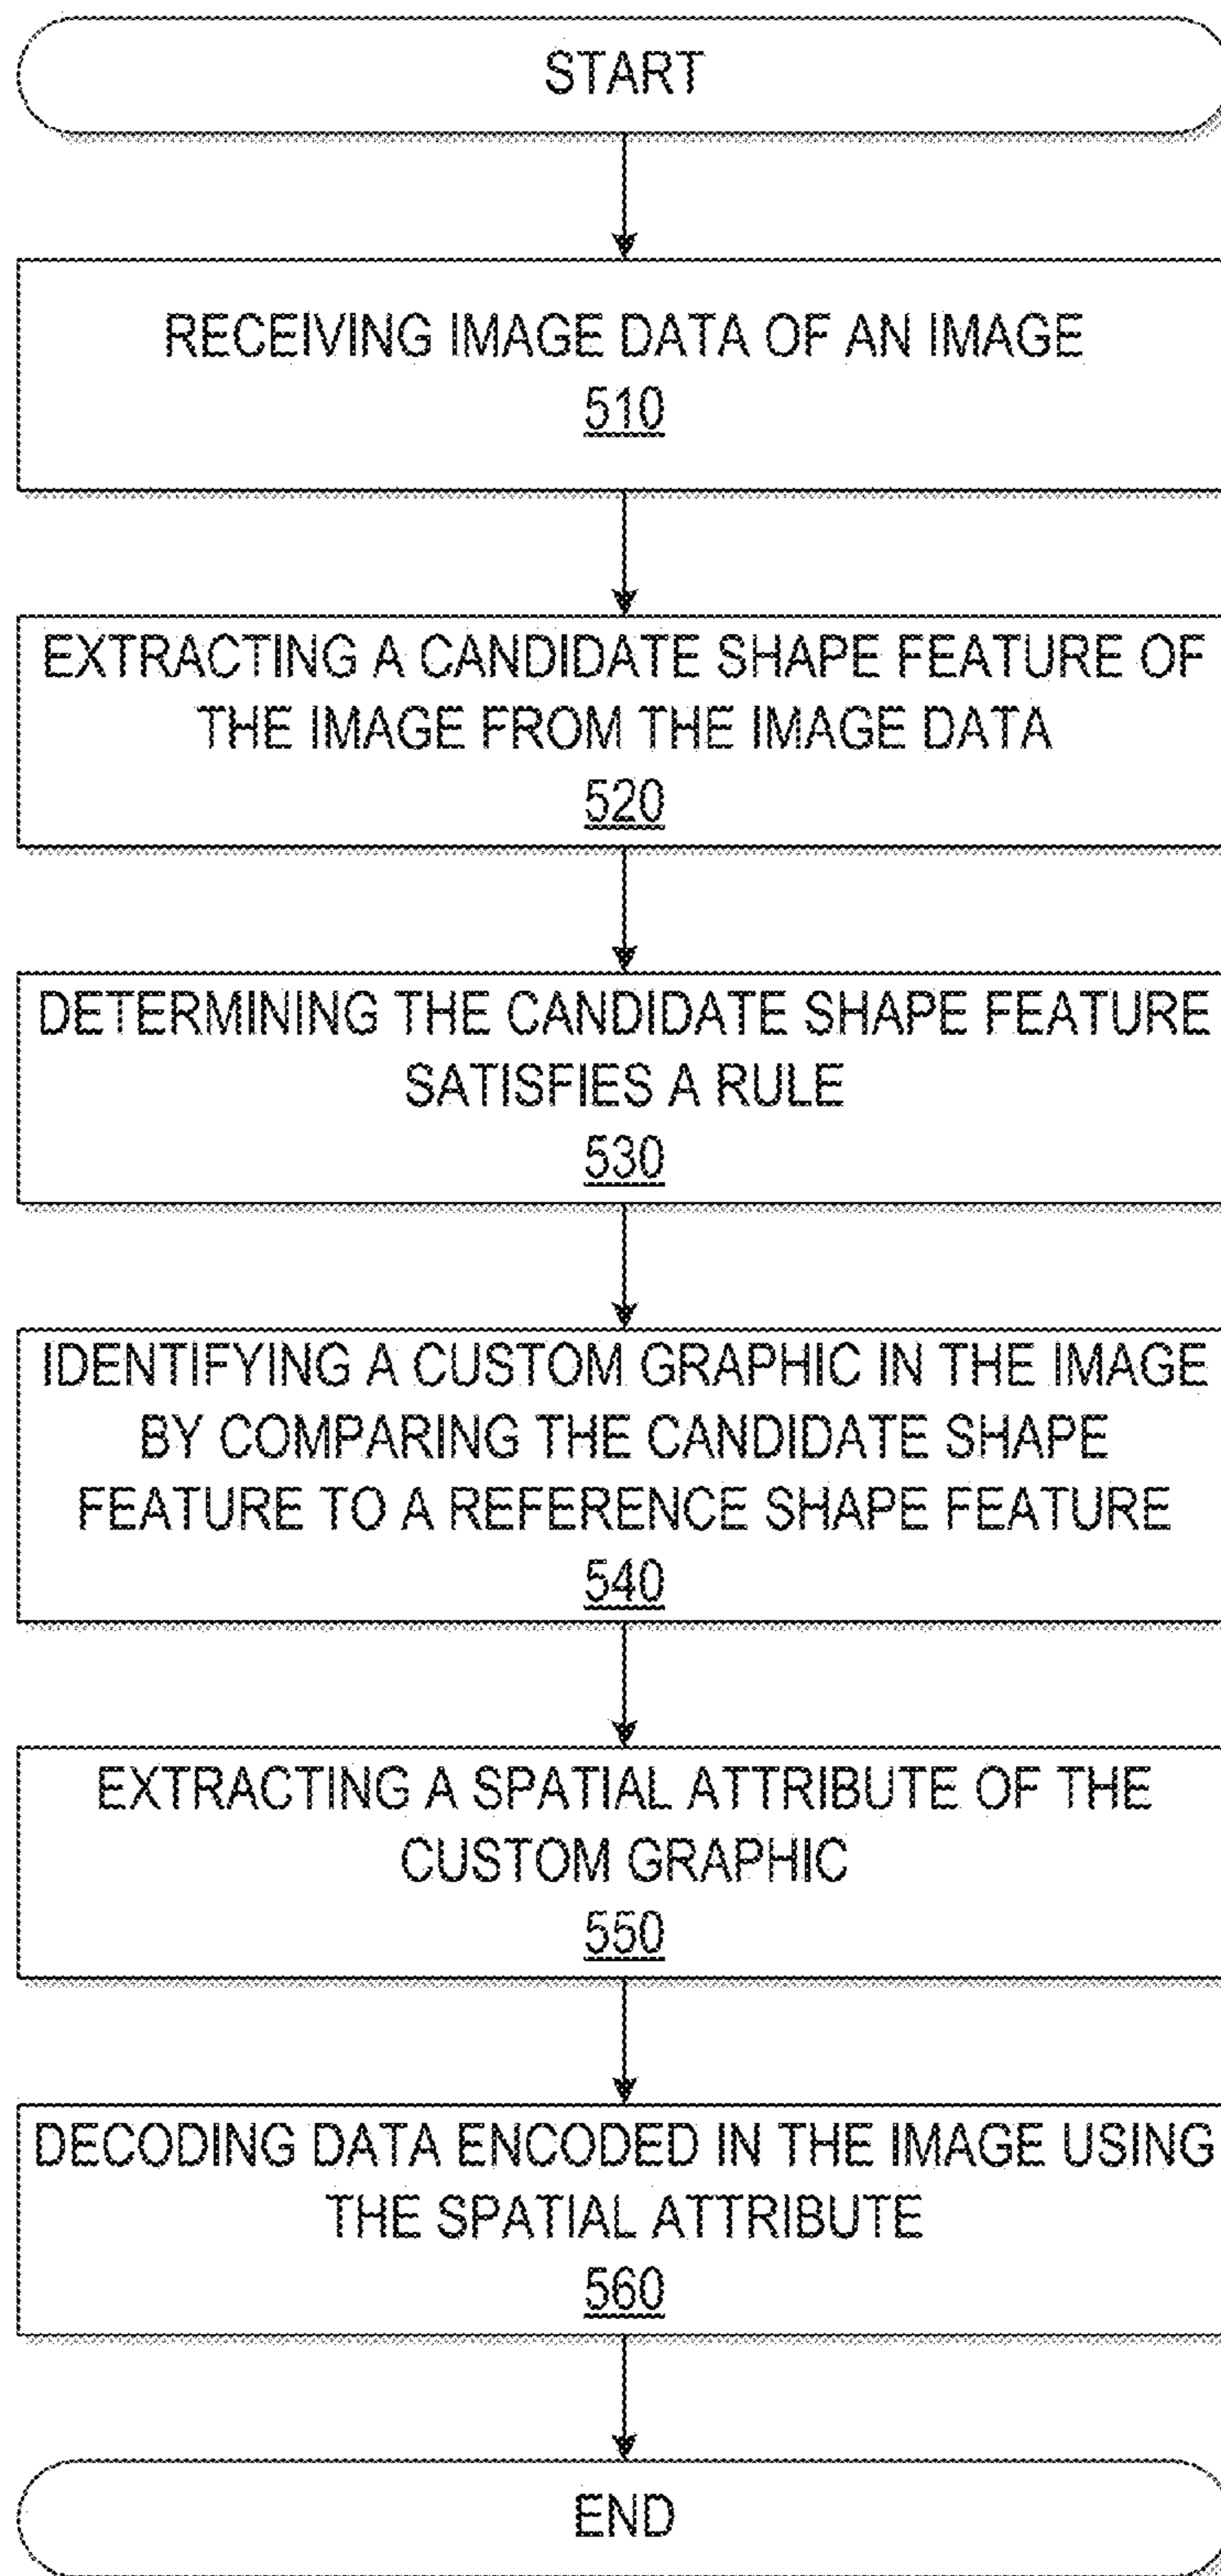 START
RECEIVING IMAGE DATA OF AN IMAGE
510
EXTRACTING A CANDIDATE SHAPE FEATURE OF
THE IMAGE FROM THE IMAGE DATA
520
DETERMINING THE CANDIDATE SHAPE FEATURE
SATISFIES A RULE
530
IDENTIFYING A CUSTOM GRAPHIC IN THE IMAGE
BY COMPARING THE CANDIDATE SHAPE
FEATURE TO A REFERENCE SHAPE FEATURE
540
EXTRACTING A SPATIAL ATTRIBUTE OF THE
CUSTOM GRAPHIC
550
DECODING DATA ENCODED IN THE IMAGE USING
THE SPATIAL ATTRIBUTE
560
END